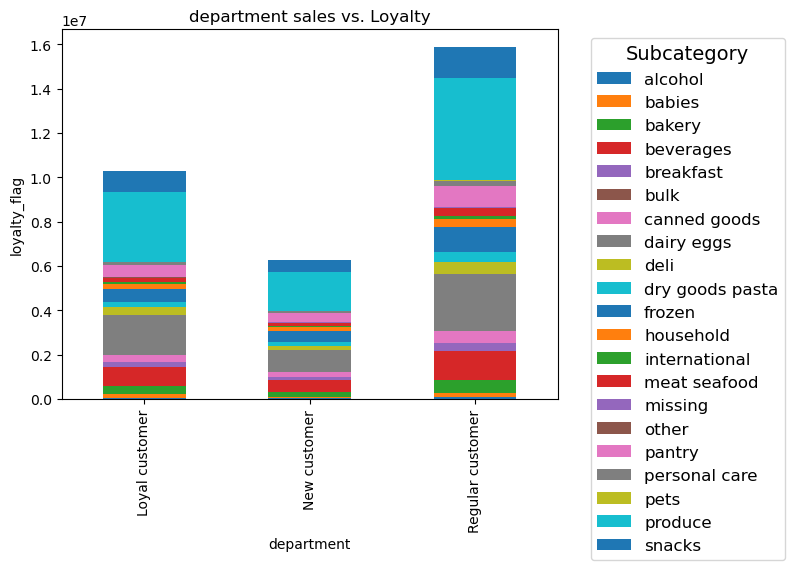 department sales vs. Loyalty
1e7
1.6
1.4
1.2
1.0
0.8
0.6
0.4
0.2
0.0
loyalty_flag
Loyal customer
New customer
Regular customer
department
Subcategory
alcohol
babies
bakery
beverages
breakfast
bulk
canned goods
dairy eggs
deli
dry goods pasta
frozen
household
international
meat seafood
missing
other
pantry
personal care
pets
produce
snacks